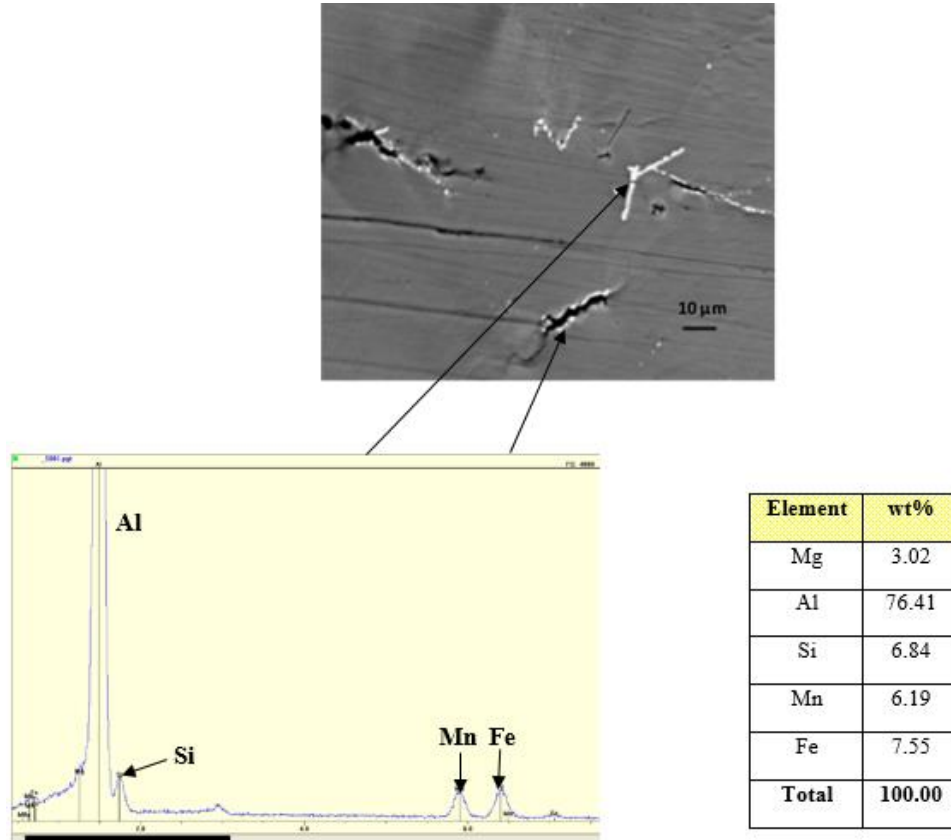 10 µm
Al
Al
Si
Mn Fe
Element wt%
Mg 3.02
Al 76.41
Si 6.84
Mn 6.19
Fe 7.55
Total 100.00